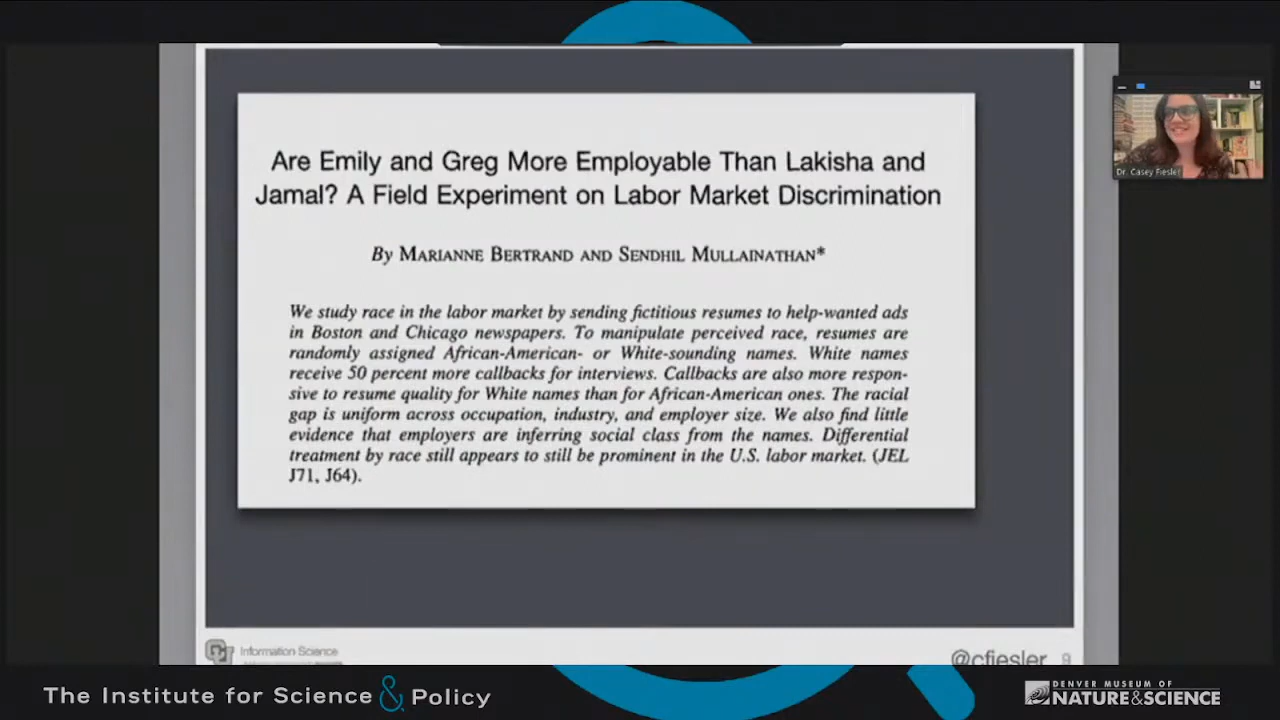 Are Emily and Greg More Employable Than Lakisha and
Jamal? A Field Experiment on Labor Market Discrimination
By MARIANNE BERTRAND AND SENDHIL MULLAINATHAN*
We study race in the labor market by sending fictitious resumes to help-wanted ads
in Boston and Chicago newspapers. To manipulate perceived race, resumes are
randomly assigned African-American- or White-sounding names. White names
receive 50 percent more callbacks for interviews. Callbacks are also more respon-
sive to resume quality for White names than for African-American ones. The racial
gap is uniform across occupation, industry, and employer size. We also find little
evidence that employers are inferring social class from the names. Differential
treatment by race still appears to still be prominent in the U.S. labor market. (JEL
J71, J64).
Dr. Casey Fiesler
CU
Information Science
@cfiesler 9
The Institute for Science & Policy
DENVER MUSEUM OF
NATURE & SCIENCE